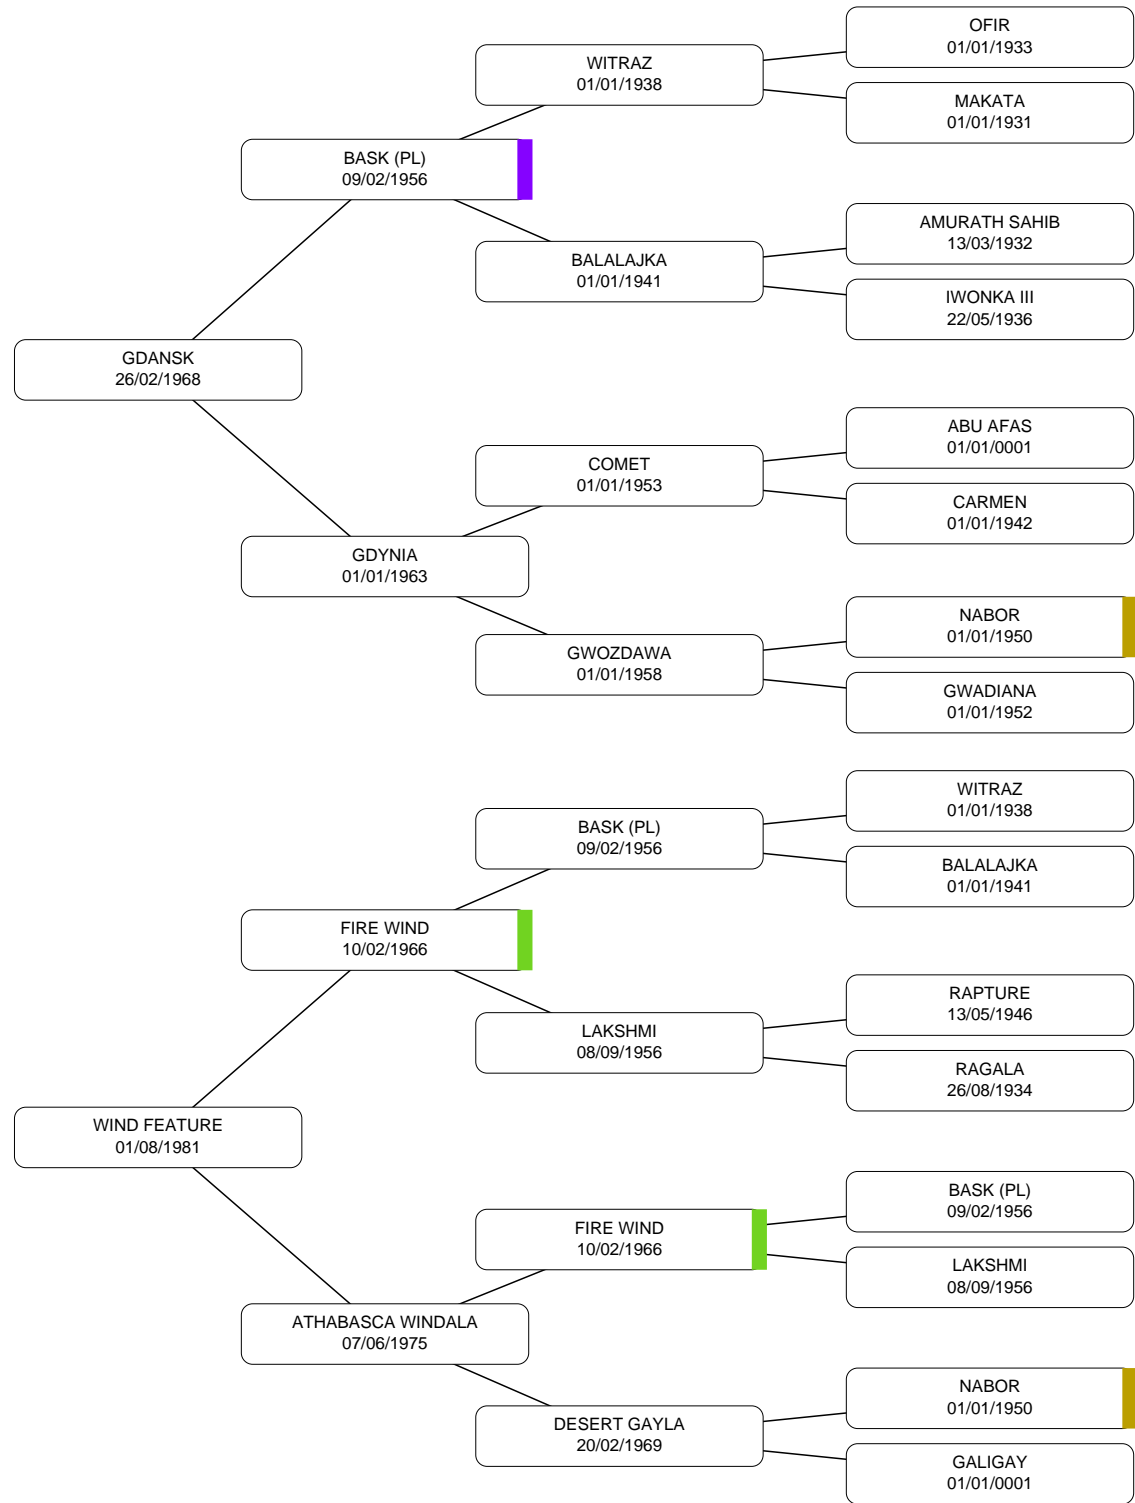 OFIR
01/01/1933
WITRAZ
01/01/1938
MAKATA
01/01/1931
BASK (PL)
09/02/1956
AMURATH SAHIB
13/03/1932
BALALAJKA
01/01/1941
IWONKA III
22/05/1936
GDANSK
26/02/1968
ABU AFAS
01/01/0001
COMET
01/01/1953
CARMEN
01/01/1942
GDYNIA
01/01/1963
NABOR
01/01/1950
GWOZDAWA
01/01/1958
GWADIANA
01/01/1952
WITRAZ
01/01/1938
BASK (PL)
09/02/1956
BALALAJKA
01/01/1941
FIRE WIND
10/02/1966
RAPTURE
13/05/1946
LAKSHMI
08/09/1956
RAGALA
26/08/1934
WIND FEATURE
01/08/1981
BASK (PL)
09/02/1956
FIRE WIND
10/02/1966
LAKSHMI
08/09/1956
ATHABASCA WINDALA
07/06/1975
NABOR
01/01/1950
DESERT GAYLA
20/02/1969
GALIGAY
01/01/0001